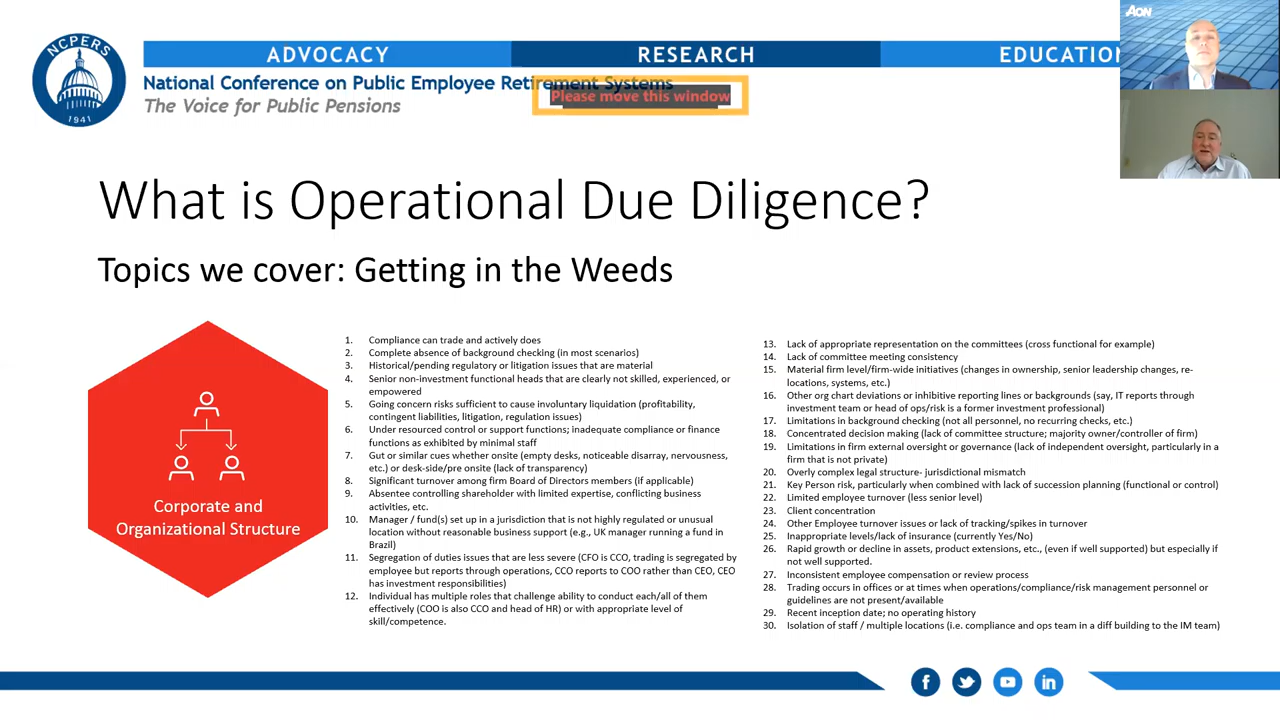 NCPERS
1941
ADVOCACY
RESEARCH
EDUCATION
AON
National Conference on Public Employee Retirement Systems
The Voice for Public Pensions
Please move this window
What is Operational Due Diligence?
Topics we cover: Getting in the Weeds
Corporate and
Organizational Structure
1. Compliance can trade and actively does
2. Complete absence of background checking (in most scenarios)
3. Historical/pending regulatory or litigation issues that are material
4. Senior non-investment functional heads that are clearly not skilled, experienced, or
empowered
5. Going concern risks sufficient to cause involuntary liquidation (profitability,
contingent liabilities, litigation, regulation issues)
6. Under resourced control or support functions; inadequate compliance or finance
functions as exhibited by minimal staff
7. Gut or similar cues whether onsite (empty desks, noticeable disarray, nervousness,
etc.) or desk-side/pre onsite (lack of transparency)
8. Significant turnover among firm Board of Directors members (if applicable)
9. Absentee controlling shareholder with limited expertise, conflicting business
activities, etc.
10. Manager / fund(s) set up in a jurisdiction that is not highly regulated or unusual
location without reasonable business support (e.g., UK manager running a fund in
Brazil)
11. Segregation of duties issues that are less severe (CFO is CCO, trading is segregated by
employee but reports through operations, CCO reports to COO rather than CEO, CEO
has investment responsibilities)
12. Individual has multiple roles that challenge ability to conduct each/all of them
effectively (COO is also CCO and head of HR) or with appropriate level of
skill/competence.
13. Lack of appropriate representation on the committees (cross functional for example)
14. Lack of committee meeting consistency
15. Material firm level/firm-wide initiatives (changes in ownership, senior leadership changes, re-
locations, systems, etc.)
16. Other org chart deviations or inhibitive reporting lines or backgrounds (say, IT reports through
investment team or head of ops/risk is a former investment professional)
17. Limitations in background checking (not all personnel, no recurring checks, etc.)
18. Concentrated decision making (lack of committee structure; majority owner/controller of firm)
19. Limitations in firm external oversight or governance (lack of independent oversight, particularly in a
firm that is not private)
20. Overly complex legal structure- jurisdictional mismatch
21. Key Person risk, particularly when combined with lack of succession planning (functional or control)
22. Limited employee turnover (less senior level)
23. Client concentration
24. Other Employee turnover issues or lack of tracking/spikes in turnover
25. Inappropriate levels/lack of insurance (currently Yes/No)
26. Rapid growth or decline in assets, product extensions, etc., (even if well supported) but especially if
not well supported.
27. Inconsistent employee compensation or review process
28. Trading occurs in offices or at times when operations/compliance/risk management personnel or
guidelines are not present/available
29. Recent inception date; no operating history
30. Isolation of staff / multiple locations (i.e. compliance and ops team in a diff building to the IM team)